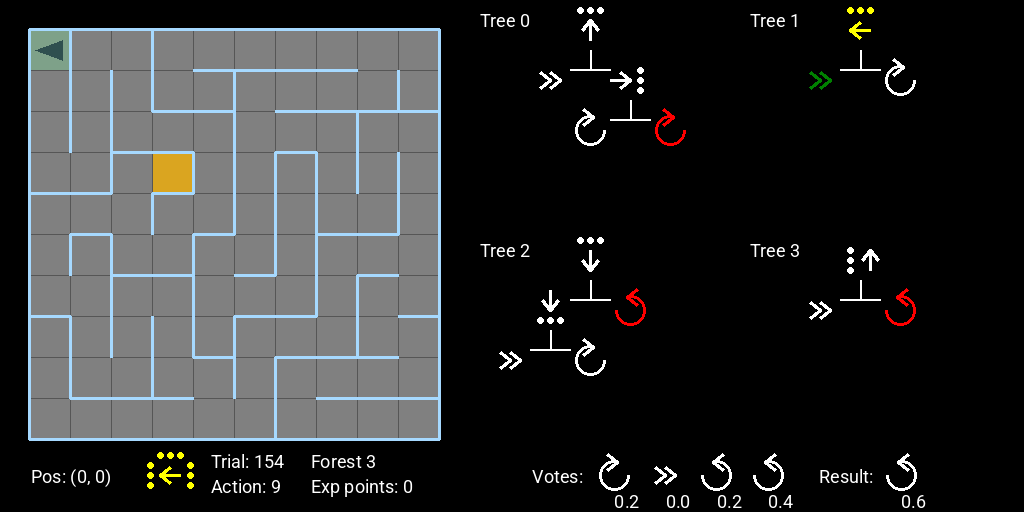 Tree 0
Tree 1
Tree 2
Tree 3
Pos: (0, 0)
Trial: 154
Forest 3
Action: 9
Exp points: 0
Votes:
0.2
0.0
0.2
0.4
Result:
0.6